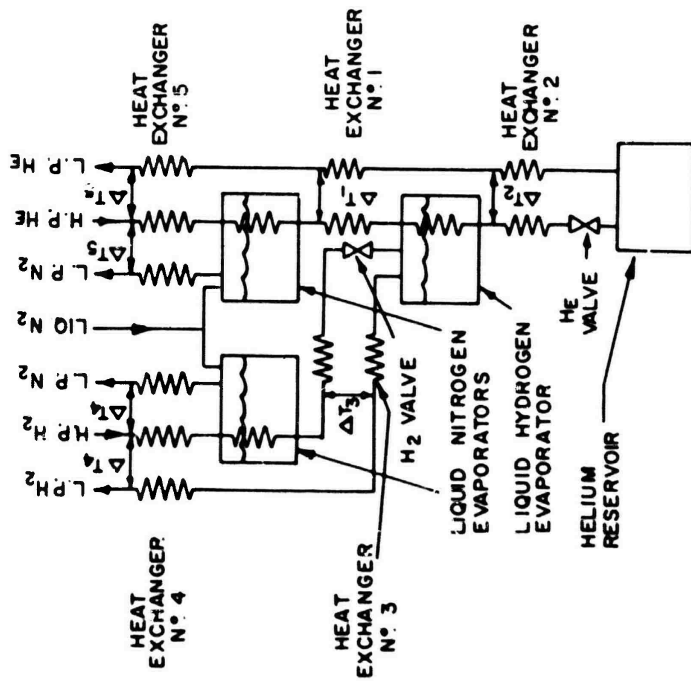 L.P.H2
H.P. H2
L.P. N2
LIQ N2
L.P. N2
H.P. HE
L.P. HE
ΔT4
ΔT4
ΔT5
ΔT5
HEAT
EXCHANGER
Nº. 4
HEAT
EXCHANGER
Nº. 5
HEAT
EXCHANGER
Nº. 3
ΔT3
ΔT1
HEAT
EXCHANGER
Nº. 1
H2 VALVE
LIQUID NITROGEN
EVAPORATORS
LIQUID HYDROGEN
EVAPORATOR
ΔT2
HEAT
EXCHANGER
Nº. 2
HE
VALVE
HELIUM
RESERVOIR